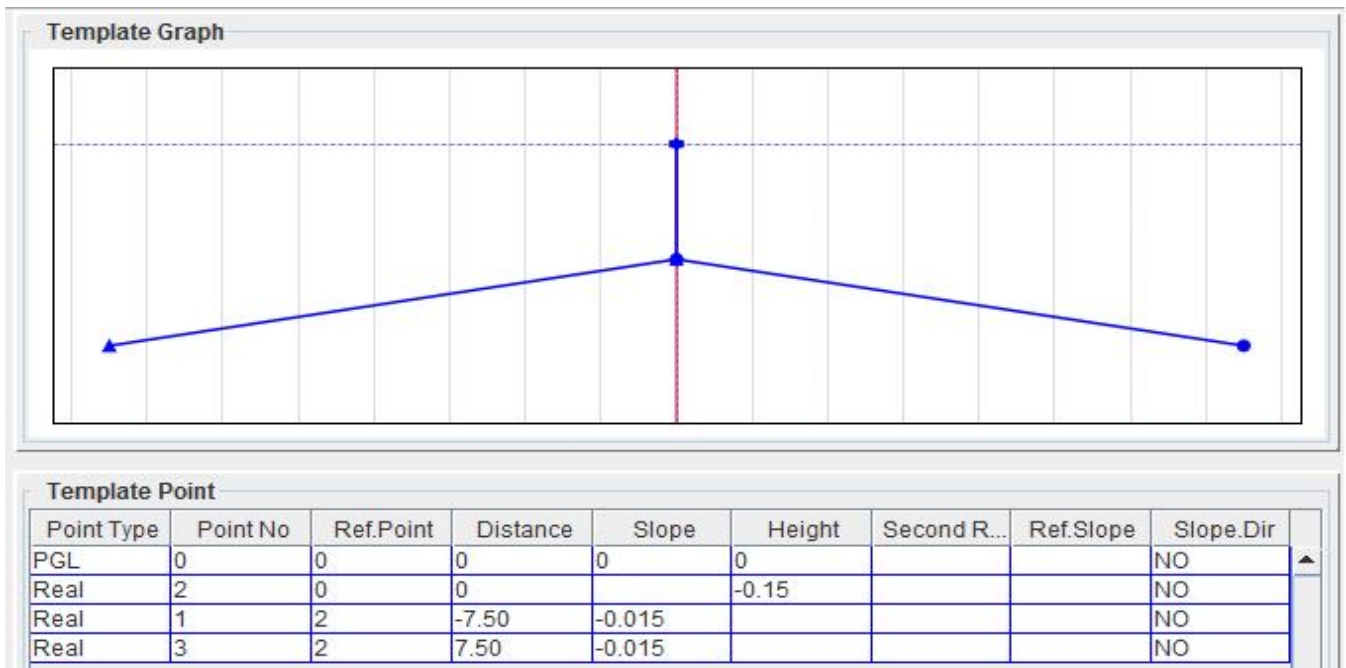 Template Graph
Template Point
Point Type Point No Ref.Point Distance Slope Height Second R... Ref.Slope Slope.Dir
PGL 0 0 0 0 0 NO
Real 2 0 0 -0.15 NO
Real 1 2 -7.50 -0.015 NO
Real 3 2 7.50 -0.015 NO